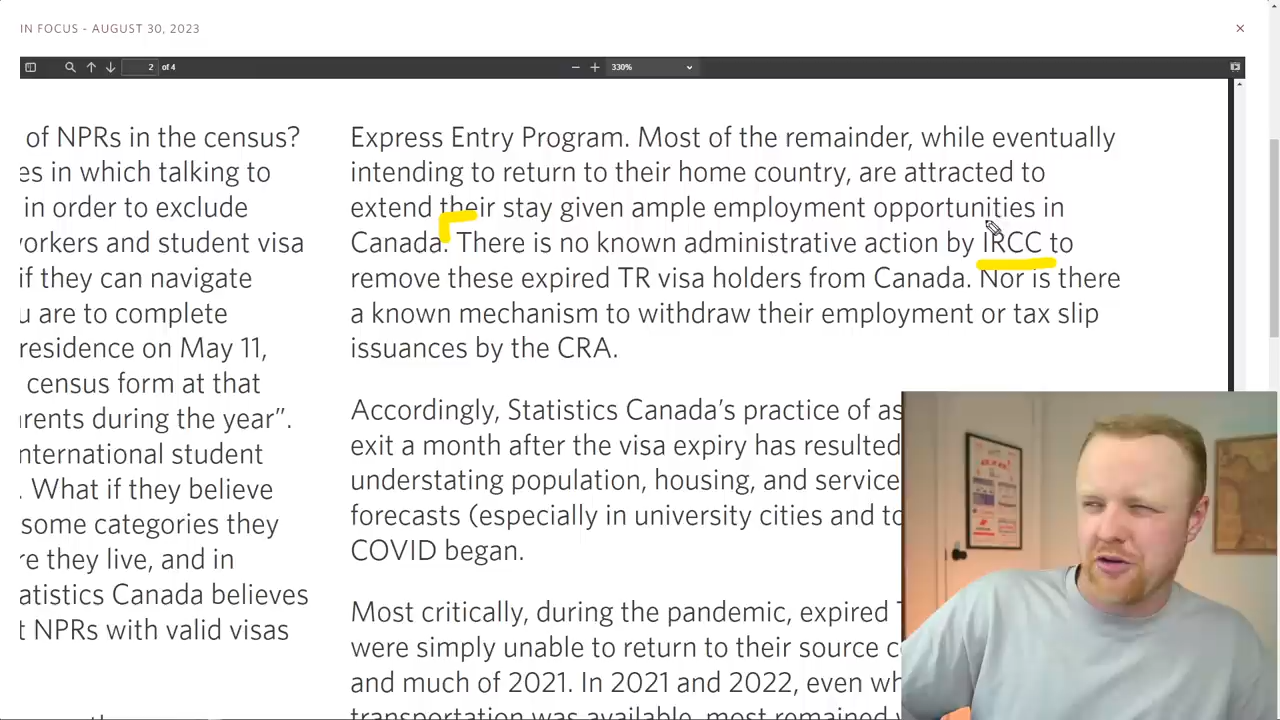 IN FOCUS - AUGUST 30, 2023
2 of 4
330%
of NPRs in the census?
es in which talking to
in order to exclude
workers and student visa
if they can navigate
u are to complete
residence on May 11,
census form at that
arents during the year”.
nternational student
. What if they believe
some categories they
re they live, and in
atistics Canada believes
t NPRs with valid visas
Express Entry Program. Most of the remainder, while eventually
intending to return to their home country, are attracted to
extend their stay given ample employment opportunities in
Canada. There is no known administrative action by IRCC to
remove these expired TR visa holders from Canada. Nor is there
a known mechanism to withdraw their employment or tax slip
issuances by the CRA.
Accordingly, Statistics Canada’s practice of as
exit a month after the visa expiry has resulted
understating population, housing, and service
forecasts (especially in university cities and to
COVID began.
Most critically, during the pandemic, expired T
were simply unable to return to their source c
and much of 2021. In 2021 and 2022, even wh
transportation was available, most remained